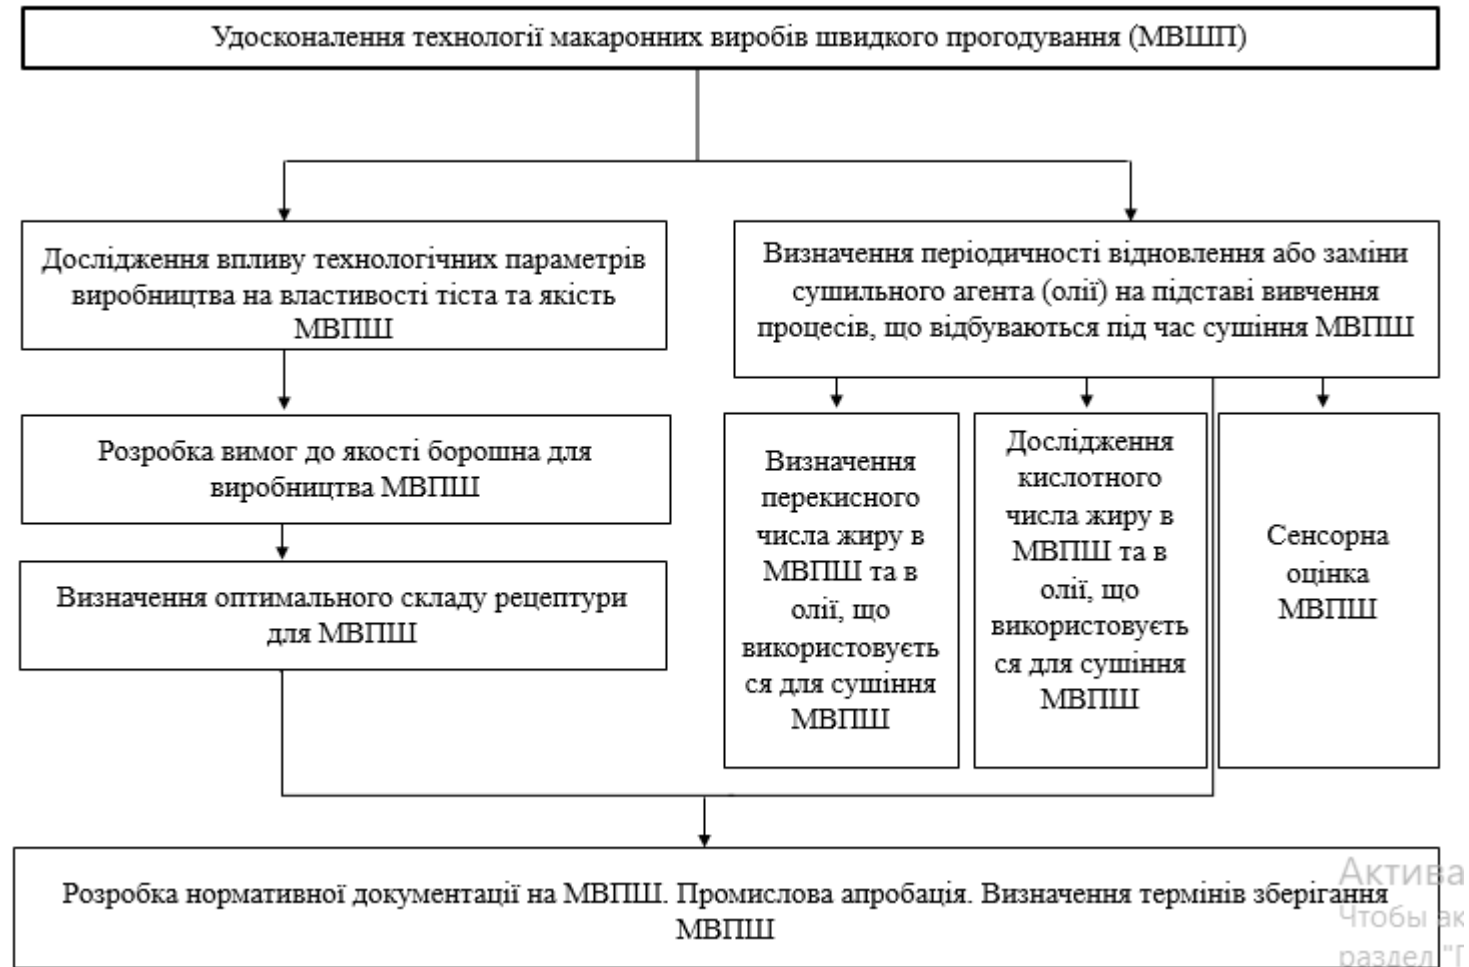 Удосконалення технології макаронних виробів швидкого прогодування (МВШП)
Дослідження впливу технологічних параметрів
виробництва на властивості тіста та якість
МВПШ
Визначення періодичності відновлення або заміни
сушильного агента (олії) на підставі вивчення
процесів, що відбуваються під час сушіння МВПШ
Розробка вимог до якості борошна для
виробництва МВПШ
Визначення оптимального складу рецептури
для МВПШ
Визначення
перекисного
числа жиру в
МВПШ та в
олії, що
використовуєть
ся для сушіння
МВПШ
Дослідження
кислотного
числа жиру в
МВПШ та в
олії, що
використовуєть
ся для сушіння
МВПШ
Сенсорна
оцінка
МВПШ
Розробка нормативної документації на МВПШ. Промислова апробація. Визначення термінів зберігання
МВПШ
Актива
Чтобы ак
раздел "П